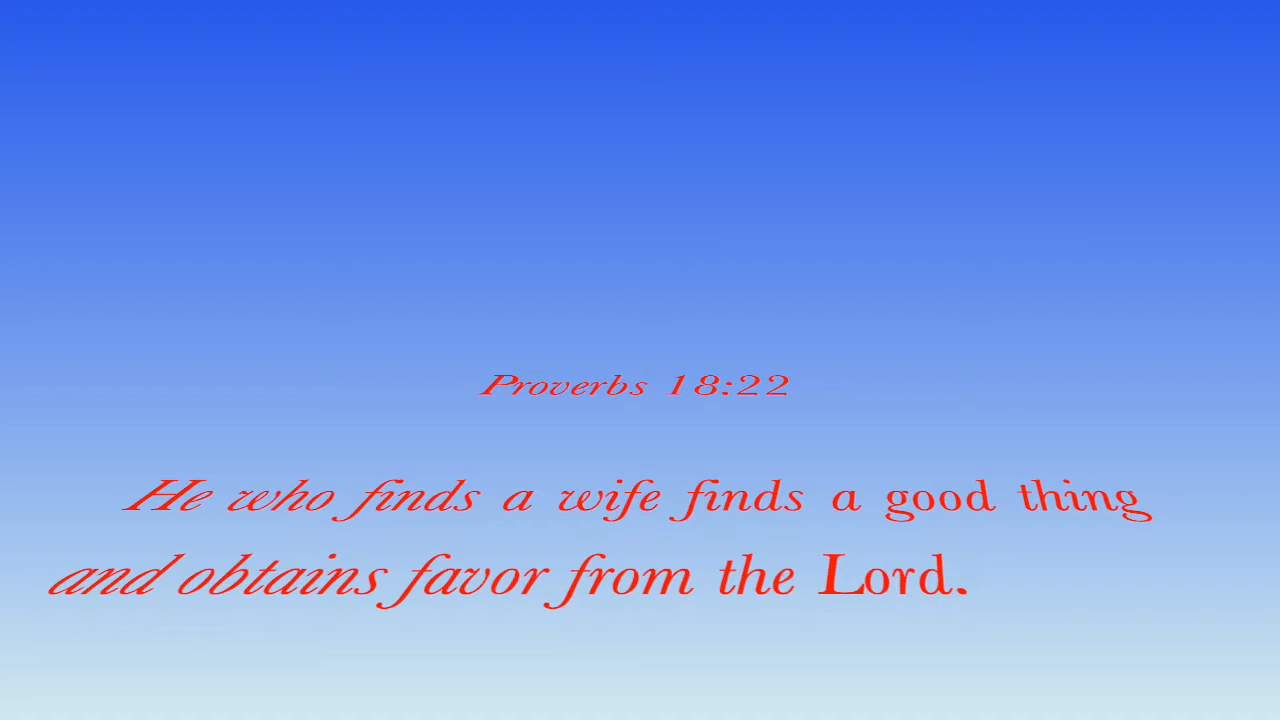 Proverbs 18:22
He who finds a wife finds a good thing
and obtains favor from the Lord.